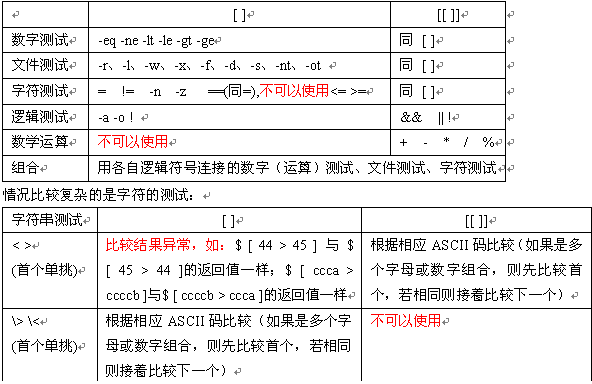 [ ] [[ ]]
数字测试 -eq -ne -lt -le -gt -ge 同 [ ]
文件测试 -r、-l、-w、-x、-f、-d、-s、-nt、-ot 同 [ ]
字符测试 = != -n -z ==(同=),不可以使用<= >= 同 [ ]
逻辑测试 -a -o ! && || !
数学运算 不可以使用 + - * / %
组合 用各自逻辑符号连接的数字（运算）测试、文件测试、字符测试
情况比较复杂的是字符的测试：
字符串测试 [ ] [[ ]]
< >
(首个单挑)
比较结果异常，如：$ [ 44 > 45 ] 与 $
[ 45 > 44 ]的返回值一样；$ [ ccca >
ccccb ]与$ [ ccccb > ccca ]的返回值一样
根据相应 ASCII 码比较（如果是多
个字母或数字组合，则先比较首
个，若相同则接着比较下一个）
\> \<
(首个单挑)
根据相应 ASCII 码比较（如果是多个字
母或数字组合，则先比较首个，若相同
则接着比较下一个）
不可以使用